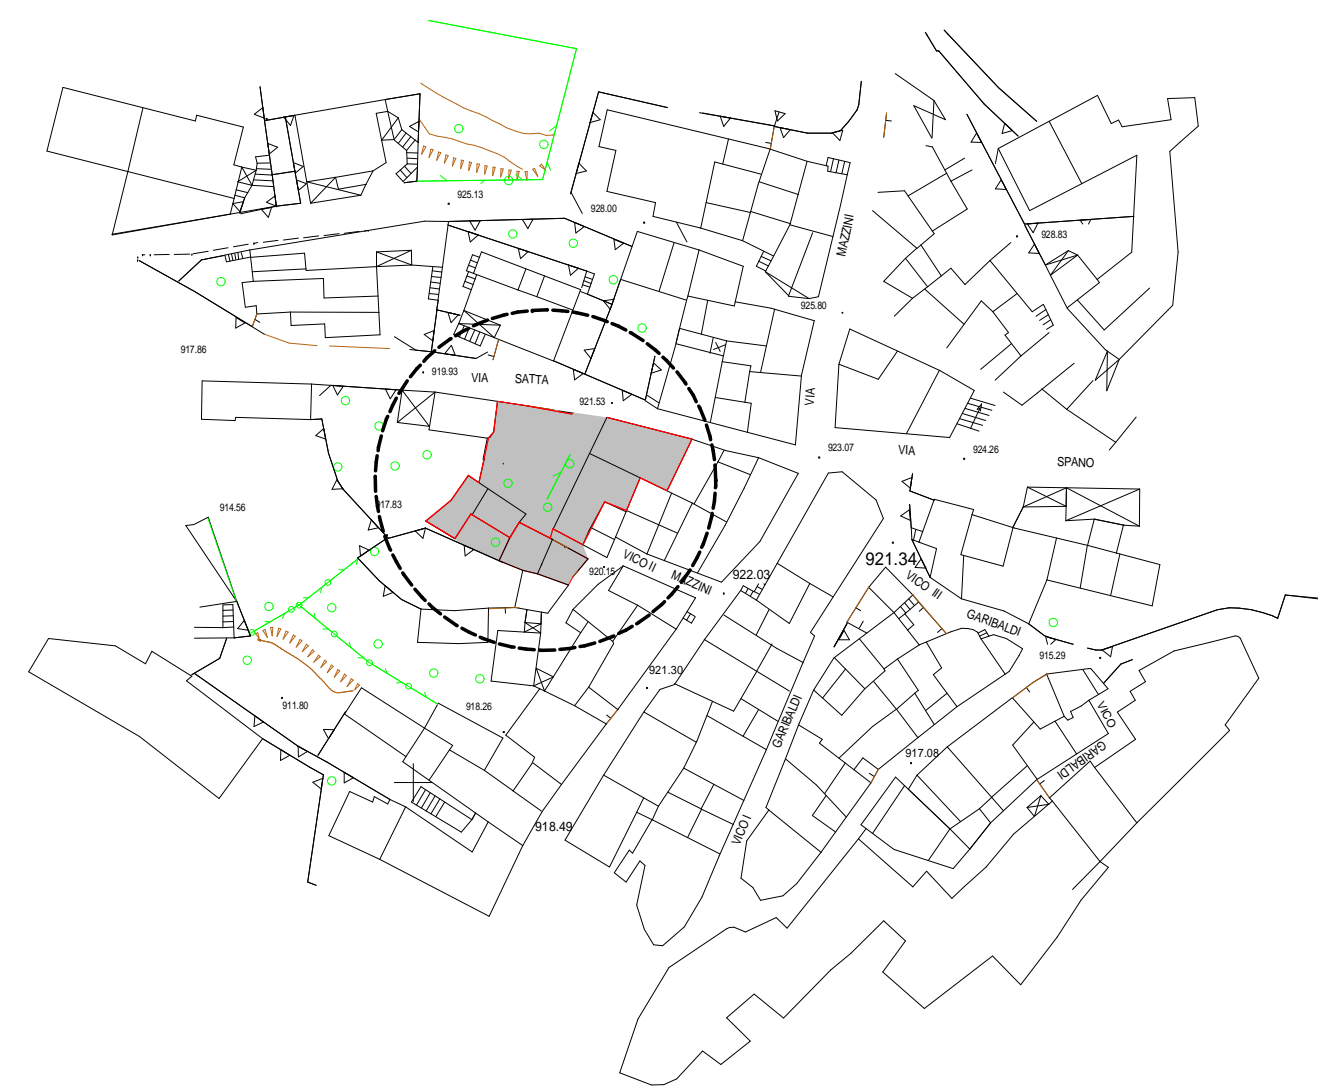 925.13
928.00
MAZZINI
928.83
925.80
917.86
919.93
VIA SATTA
921.53
VIA
923.07
VIA
924.26
SPANO
914.56
917.83
921.34
920.15
VICO II MAZZINI
922.03
VICO III GARIBALDI
915.29
921.30
911.80
918.26
GARIBALDI
VICO
GARIBALDI
917.08
918.49
VICO I